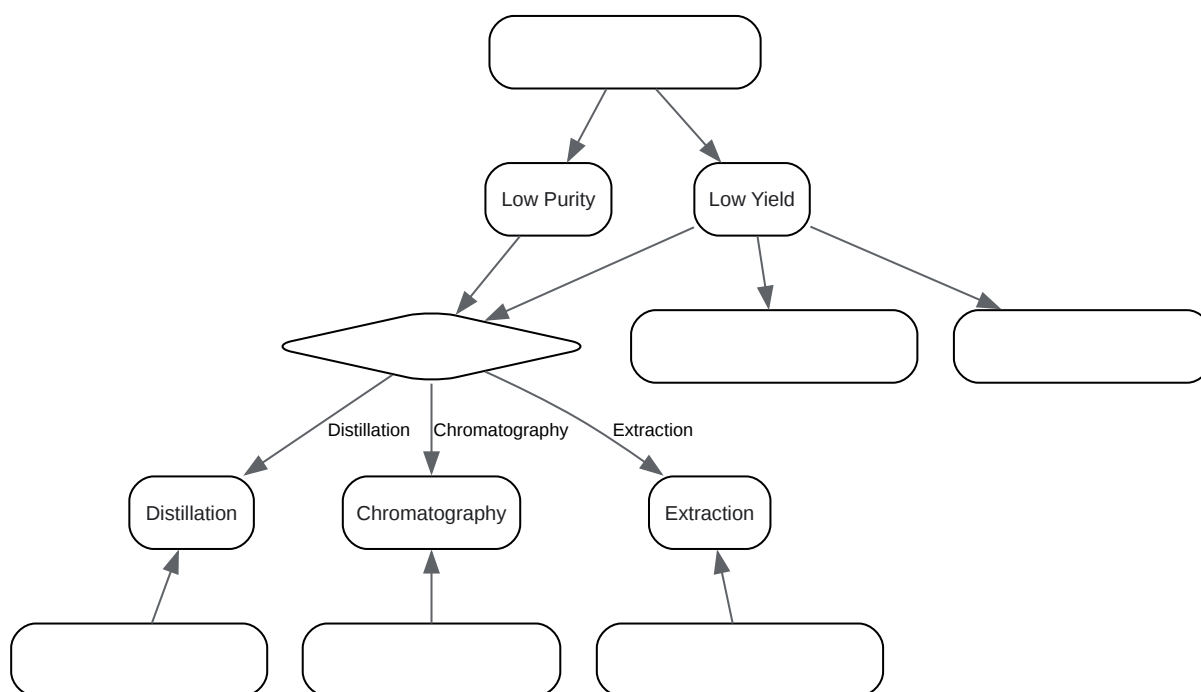 Low Purity
Low Yield
Distillation
Chromatography
Extraction
Distillation
Chromatography
Extraction